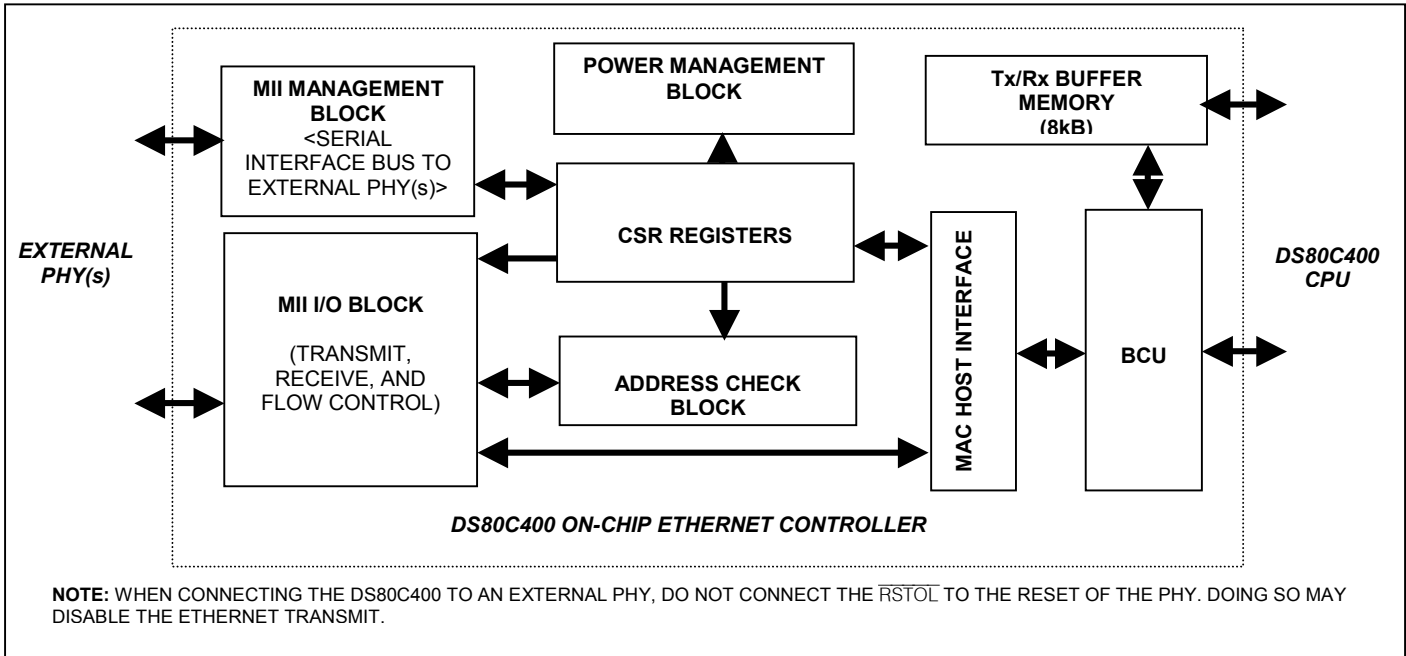 POWER MANAGEMENT
BLOCK
Tx/Rx BUFFER
MEMORY
(8kB)
MII MANAGEMENT
BLOCK
<SERIAL
INTERFACE BUS TO
EXTERNAL PHY(s)>
CSR REGISTERS
EXTERNAL
PHY(s)
MII I/O BLOCK
(TRANSMIT,
RECEIVE, AND
FLOW CONTROL)
ADDRESS CHECK
BLOCK
MAC HOST INTERFACE
BCU
DS80C400
CPU
DS80C400 ON-CHIP ETHERNET CONTROLLER
NOTE: WHEN CONNECTING THE DS80C400 TO AN EXTERNAL PHY, DO NOT CONNECT THE RSTOL TO THE RESET OF THE PHY. DOING SO MAY
DISABLE THE ETHERNET TRANSMIT.